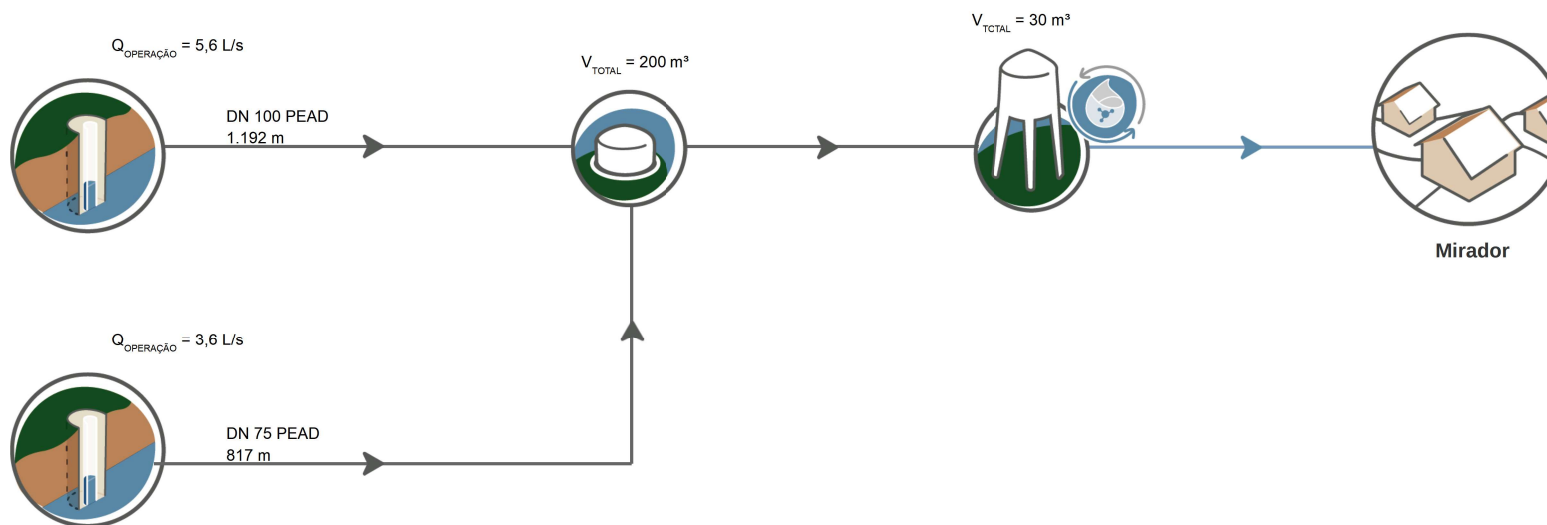 Q_OPERAÇÃO = 5,6 L/s
DN 100 PEAD
1.192 m
V_TOTAL = 200 m³
V_TCTAL = 30 m³
Mirador
Q_OPERAÇÃO = 3,6 L/s
DN 75 PEAD
817 m